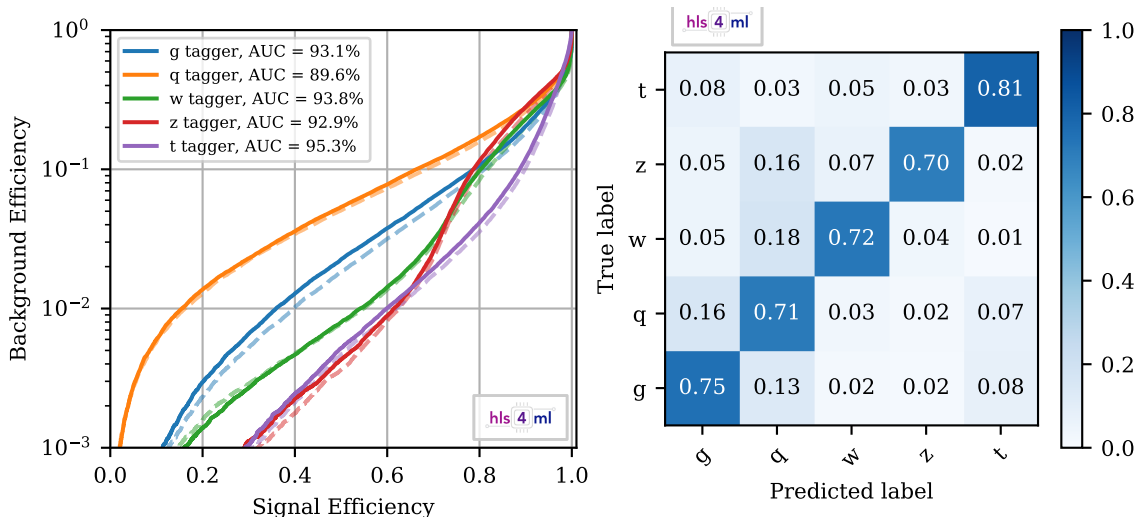 g tagger, AUC = 93.1%
q tagger, AUC = 89.6%
w tagger, AUC = 93.8%
z tagger, AUC = 92.9%
t tagger, AUC = 95.3%
Background Efficiency
10⁰
10⁻¹
10⁻²
10⁻³
hls 4 ml
0.0 0.2 0.4 0.6 0.8 1.0
Signal Efficiency
hls 4 ml
True label
t 0.08 0.03 0.05 0.03 0.81
z 0.05 0.16 0.07 0.70 0.02
w 0.05 0.18 0.72 0.04 0.01
q 0.16 0.71 0.03 0.02 0.07
g 0.75 0.13 0.02 0.02 0.08
g q w z t
Predicted label
1.0
0.8
0.6
0.4
0.2
0.0